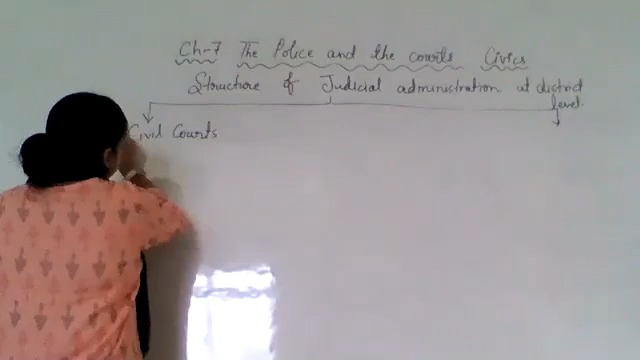 Ch-7 The Police and the courts Civics
Structure of Judicial administration at district
level.
Civil Courts